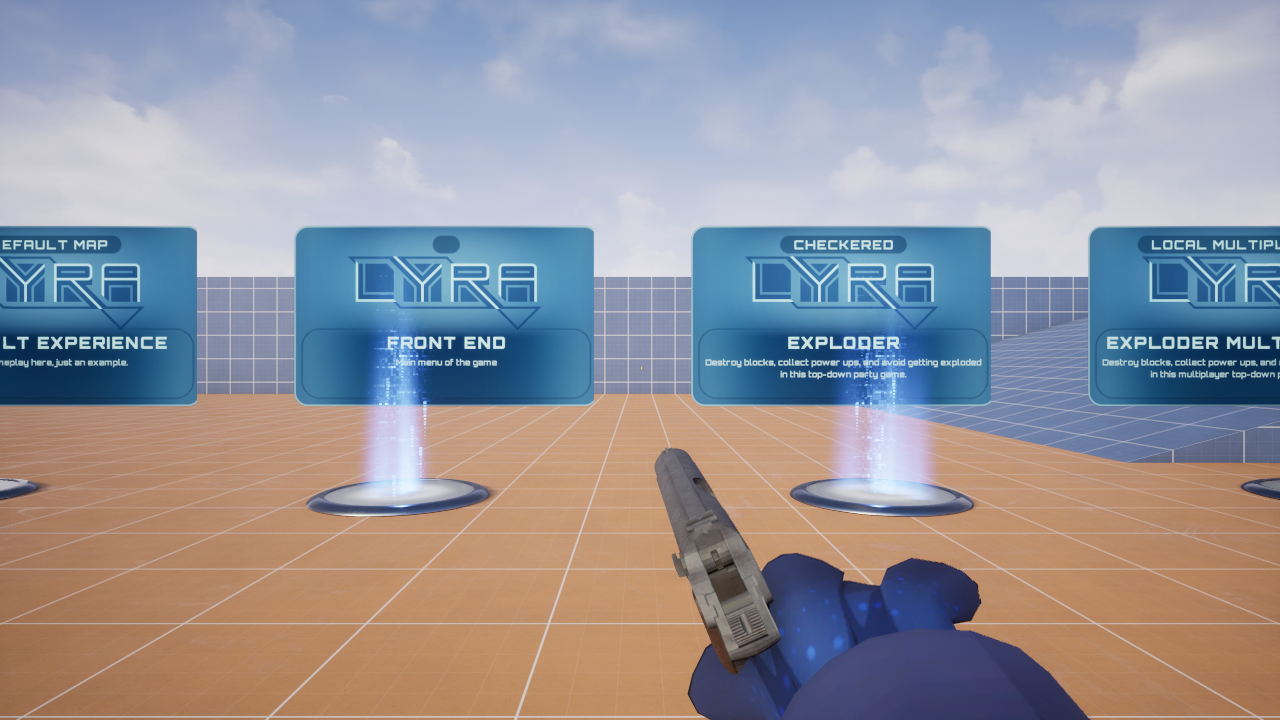 EFAULT MAP
LYRA
LT EXPERIENCE
meplay here, just an example.
LYRA
FRONT END
Main menu of the game
CHECKERED
LYRA
EXPLODER
Destroy blocks, collect power ups, and avoid getting exploded
in this top-down party game.
LOCAL MULTIPL
LYR
EXPLODER MULT
Destroy blocks, collect power ups, and
in this multiplayer top-down p